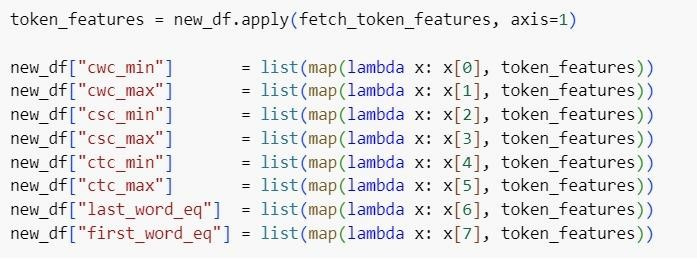 token_features = new_df.apply(fetch_token_features, axis=1)

new_df["cwc_min"]       = list(map(lambda x: x[0], token_features))
new_df["cwc_max"]       = list(map(lambda x: x[1], token_features))
new_df["csc_min"]       = list(map(lambda x: x[2], token_features))
new_df["csc_max"]       = list(map(lambda x: x[3], token_features))
new_df["ctc_min"]       = list(map(lambda x: x[4], token_features))
new_df["ctc_max"]       = list(map(lambda x: x[5], token_features))
new_df["last_word_eq"]  = list(map(lambda x: x[6], token_features))
new_df["first_word_eq"] = list(map(lambda x: x[7], token_features))